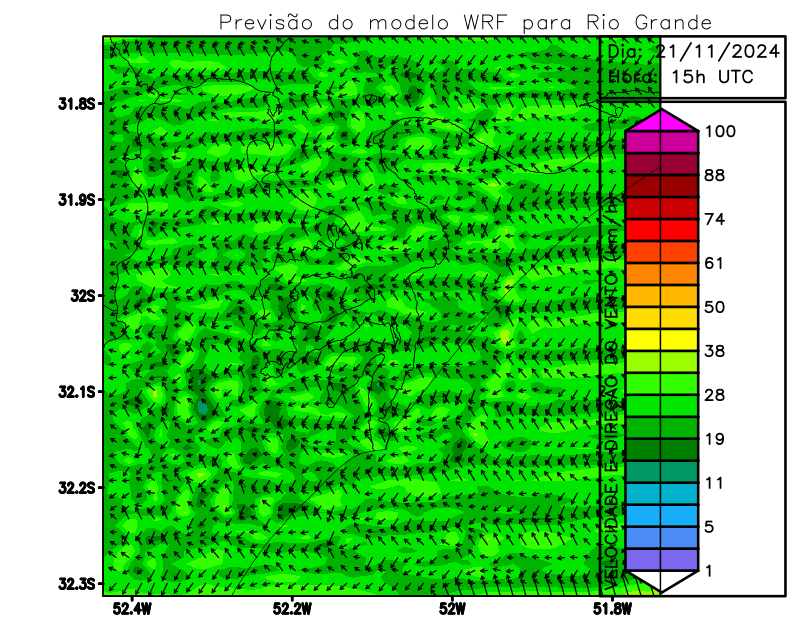 Previsão do modelo WRF para Rio Grande
Dia: 21/11/2024
Hora: 15h UTC
31.8S
31.9S
32S
32.1S
32.2S
32.3S
52.4W
52.2W
52W
51.8W
VELOCIDADE E DIREÇÃO DO VENTO (km/h)
100
88
74
61
50
38
28
19
11
5
1